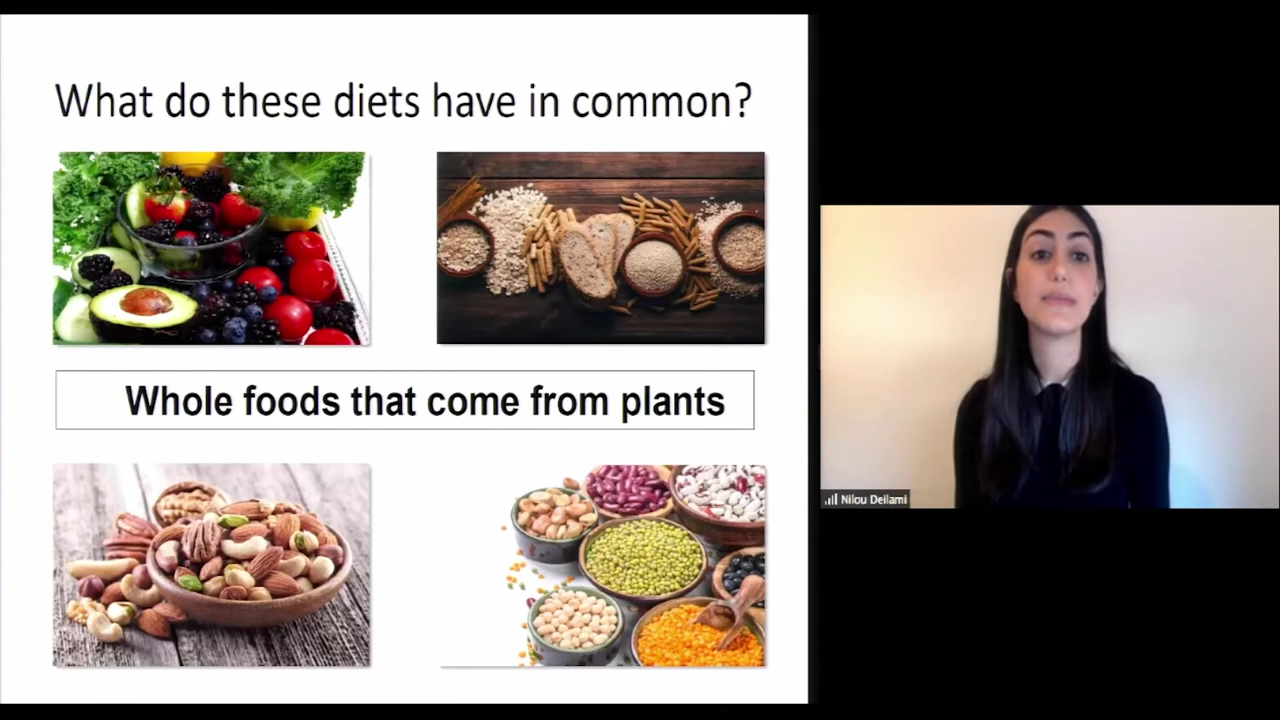 What do these diets have in common?
Whole foods that come from plants
Nilou Deilami